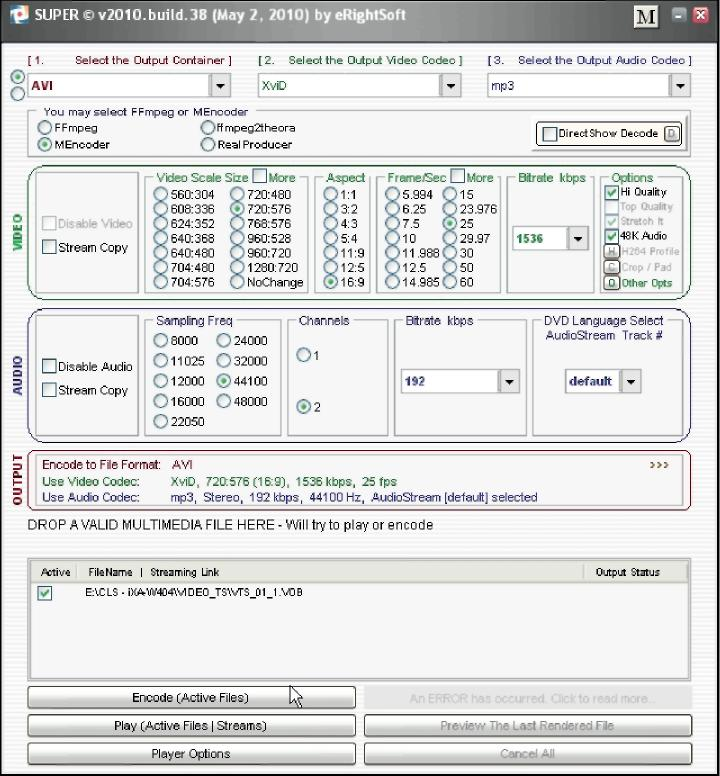 SUPER © v2010.build.38 (May 2, 2010) by eRightSoft
M
[ 1. Select the Output Container ] [ 2. Select the Output Video Codec ] [ 3. Select the Output Audio Codec ]
AVI XviD mp3
You may select FFmpeg or MEncoder
FFmpeg ffmpeg2theora
MEncoder Real Producer
DirectShow Decode D
VIDEO
Disable Video
Stream Copy
Video Scale Size More
560:304 720:480
608:336 720:576
624:352 768:576
640:368 960:528
640:480 960:720
704:480 1280:720
704:576 NoChange
Aspect
1:1
3:2
4:3
5:4
11:9
12:5
16:9
Frame/Sec More
5.994 15
6.25 23.976
7.5 25
10 29.97
11.988 30
12.5 50
14.985 60
Bitrate kbps
1536
Options
Hi Quality
Top Quality
Stretch It
48K Audio
H H264 Profile
C Crop / Pad
O Other Opts
AUDIO
Disable Audio
Stream Copy
Sampling Freq
8000 24000
11025 32000
12000 44100
16000 48000
22050
Channels
1
2
Bitrate kbps
192
DVD Language Select
AudioStream Track #
default
OUTPUT
Encode to File Format: AVI >>>
Use Video Codec: XviD, 720:576 (16:9), 1536 kbps, 25 fps
Use Audio Codec: mp3, Stereo, 192 kbps, 44100 Hz, AudioStream [default] selected
DROP A VALID MULTIMEDIA FILE HERE - Will try to play or encode
Active FileName | Streaming Link Output Status
E:\CLS - iXA-W404\VIDEO_TS\VTS_01_1.VOB
Encode (Active Files) An ERROR has occurred. Click to read more...
Play (Active Files | Streams) Preview The Last Rendered File
Player Options Cancel All